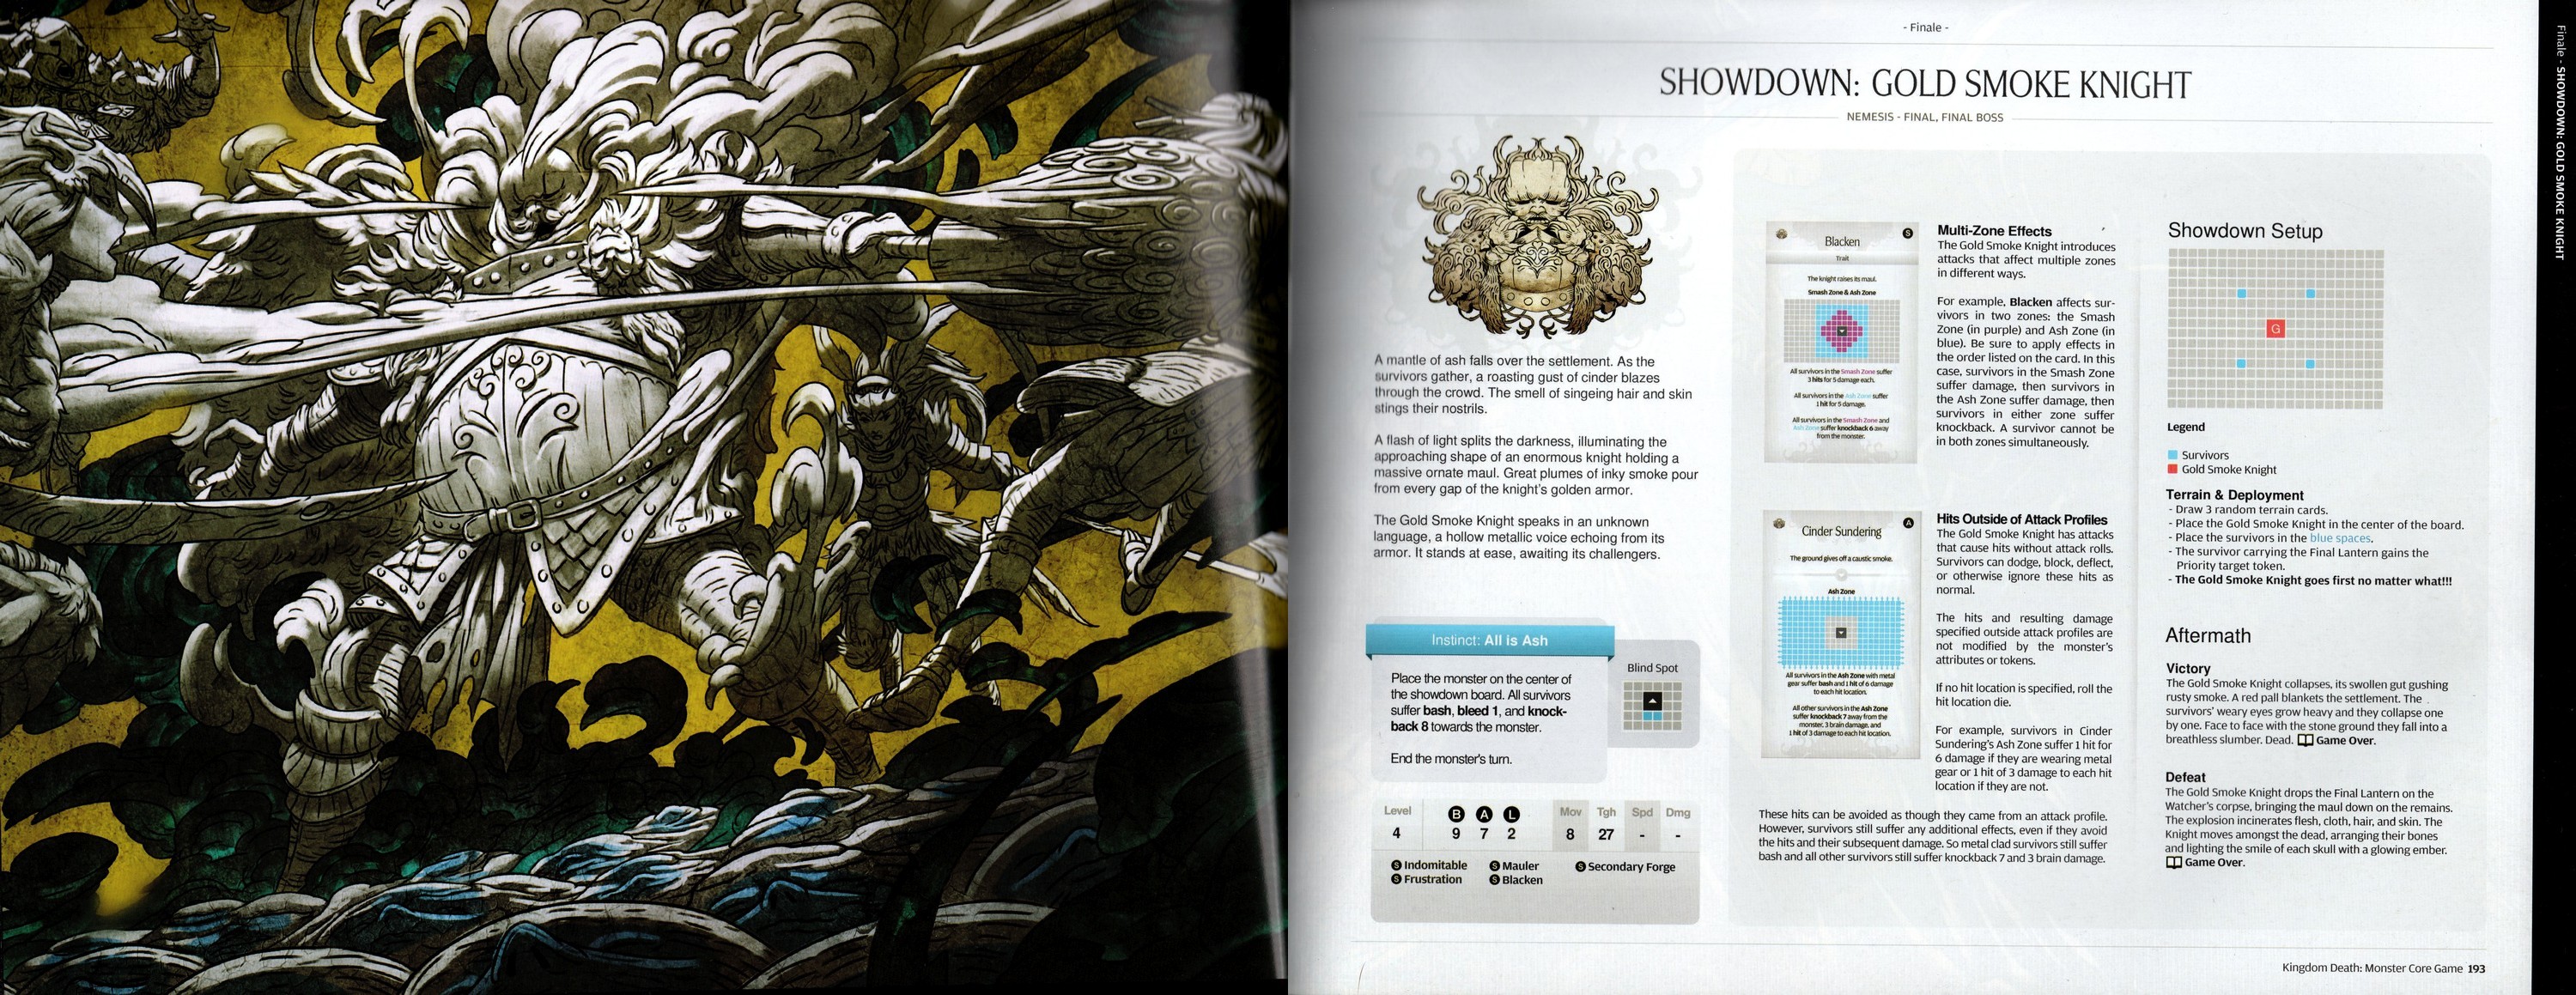 - Finale -
SHOWDOWN: GOLD SMOKE KNIGHT
NEMESIS - FINAL, FINAL BOSS
A mantle of ash falls over the settlement. As the
survivors gather, a roasting gust of cinder blazes
through the crowd. The smell of singeing hair and skin
stings their nostrils.
A flash of light splits the darkness, illuminating the
approaching shape of an enormous knight holding a
massive ornate maul. Great plumes of inky smoke pour
from every gap of the knight's golden armor.
The Gold Smoke Knight speaks in an unknown
language, a hollow metallic voice echoing from its
armor. It stands at ease, awaiting its challengers.
Instinct: All is Ash
Place the monster on the center of
the showdown board. All survivors
suffer bash, bleed 1, and knock-
back 8 towards the monster.
End the monster's turn.
Blind Spot
Level B A L Mov Tgh Spd Dmg
4 9 7 2 8 27 - -
S Indomitable S Mauler S Secondary Forge
S Frustration S Blacken
Blacken
S
Trait
The knight raises its maul.
Smash Zone & Ash Zone
All survivors in the Smash Zone suffer
3 hits for 5 damage each.
All survivors in the Ash Zone suffer
1 hit for 5 damage.
All survivors in the Smash Zone and
Ash Zone suffer knockback 6 away
from the monster.
Multi-Zone Effects
The Gold Smoke Knight introduces
attacks that affect multiple zones
in different ways.
For example, Blacken affects sur-
vivors in two zones: the Smash
Zone (in purple) and Ash Zone (in
blue). Be sure to apply effects in
the order listed on the card. In this
case, survivors in the Smash Zone
suffer damage, then survivors in
the Ash Zone suffer damage, then
survivors in either zone suffer
knockback. A survivor cannot be
in both zones simultaneously.
Cinder Sundering
A
The ground gives off a caustic smoke.
Ash Zone
All survivors in the Ash Zone with metal
gear suffer bash and 1 hit of 6 damage
to each hit location.
All other survivors in the Ash Zone
suffer knockback 7 away from the
monster, 3 brain damage, and
1 hit of 3 damage to each hit location.
Hits Outside of Attack Profiles
The Gold Smoke Knight has attacks
that cause hits without attack rolls.
Survivors can dodge, block, deflect,
or otherwise ignore these hits as
normal.
The hits and resulting damage
specified outside attack profiles are
not modified by the monster's
attributes or tokens.
If no hit location is specified, roll the
hit location die.
For example, survivors in Cinder
Sundering's Ash Zone suffer 1 hit for
6 damage if they are wearing metal
gear or 1 hit of 3 damage to each hit
location if they are not.
These hits can be avoided as though they came from an attack profile.
However, survivors still suffer any additional effects, even if they avoid
the hits and their subsequent damage. So metal clad survivors still suffer
bash and all other survivors still suffer knockback 7 and 3 brain damage.
Showdown Setup
G
Legend
Survivors
Gold Smoke Knight
Terrain & Deployment
- Draw 3 random terrain cards.
- Place the Gold Smoke Knight in the center of the board.
- Place the survivors in the blue spaces.
- The survivor carrying the Final Lantern gains the
Priority target token.
- The Gold Smoke Knight goes first no matter what!!!
Aftermath
Victory
The Gold Smoke Knight collapses, its swollen gut gushing
rusty smoke. A red pall blankets the settlement. The
survivors' weary eyes grow heavy and they collapse one
by one. Face to face with the stone ground they fall into a
breathless slumber. Dead. Game Over.
Defeat
The Gold Smoke Knight drops the Final Lantern on the
Watcher's corpse, bringing the maul down on the remains.
The explosion incinerates flesh, cloth, hair, and skin. The
Knight moves amongst the dead, arranging their bones
and lighting the smile of each skull with a glowing ember.
Game Over.
Kingdom Death: Monster Core Game 193
Finale - SHOWDOWN: GOLD SMOKE KNIGHT